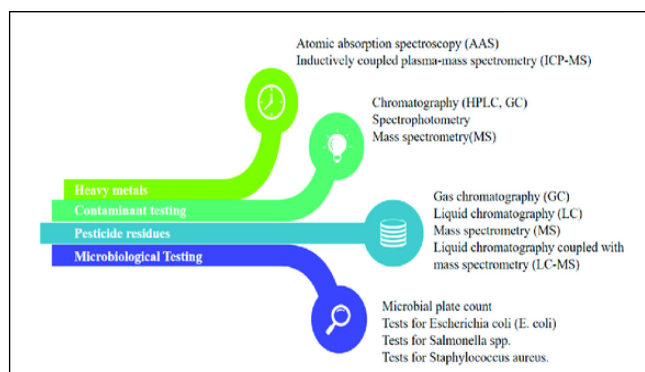 Atomic absorption spectroscopy (AAS)
Inductively coupled plasma-mass spectrometry (ICP-MS)
Chromatography (HPLC, GC)
Spectrophotometry
Mass spectrometry(MS)
Heavy metals
Contaminant testing
Pesticide residues
Microbiological Testing
Gas chromatography (GC)
Liquid chromatography (LC)
Mass spectrometry (MS)
Liquid chromatography coupled with
mass spectrometry (LC-MS)
Microbial plate count
Tests for Escherichia coli (E. coli)
Tests for Salmonella spp.
Tests for Staphylococcus aureus.